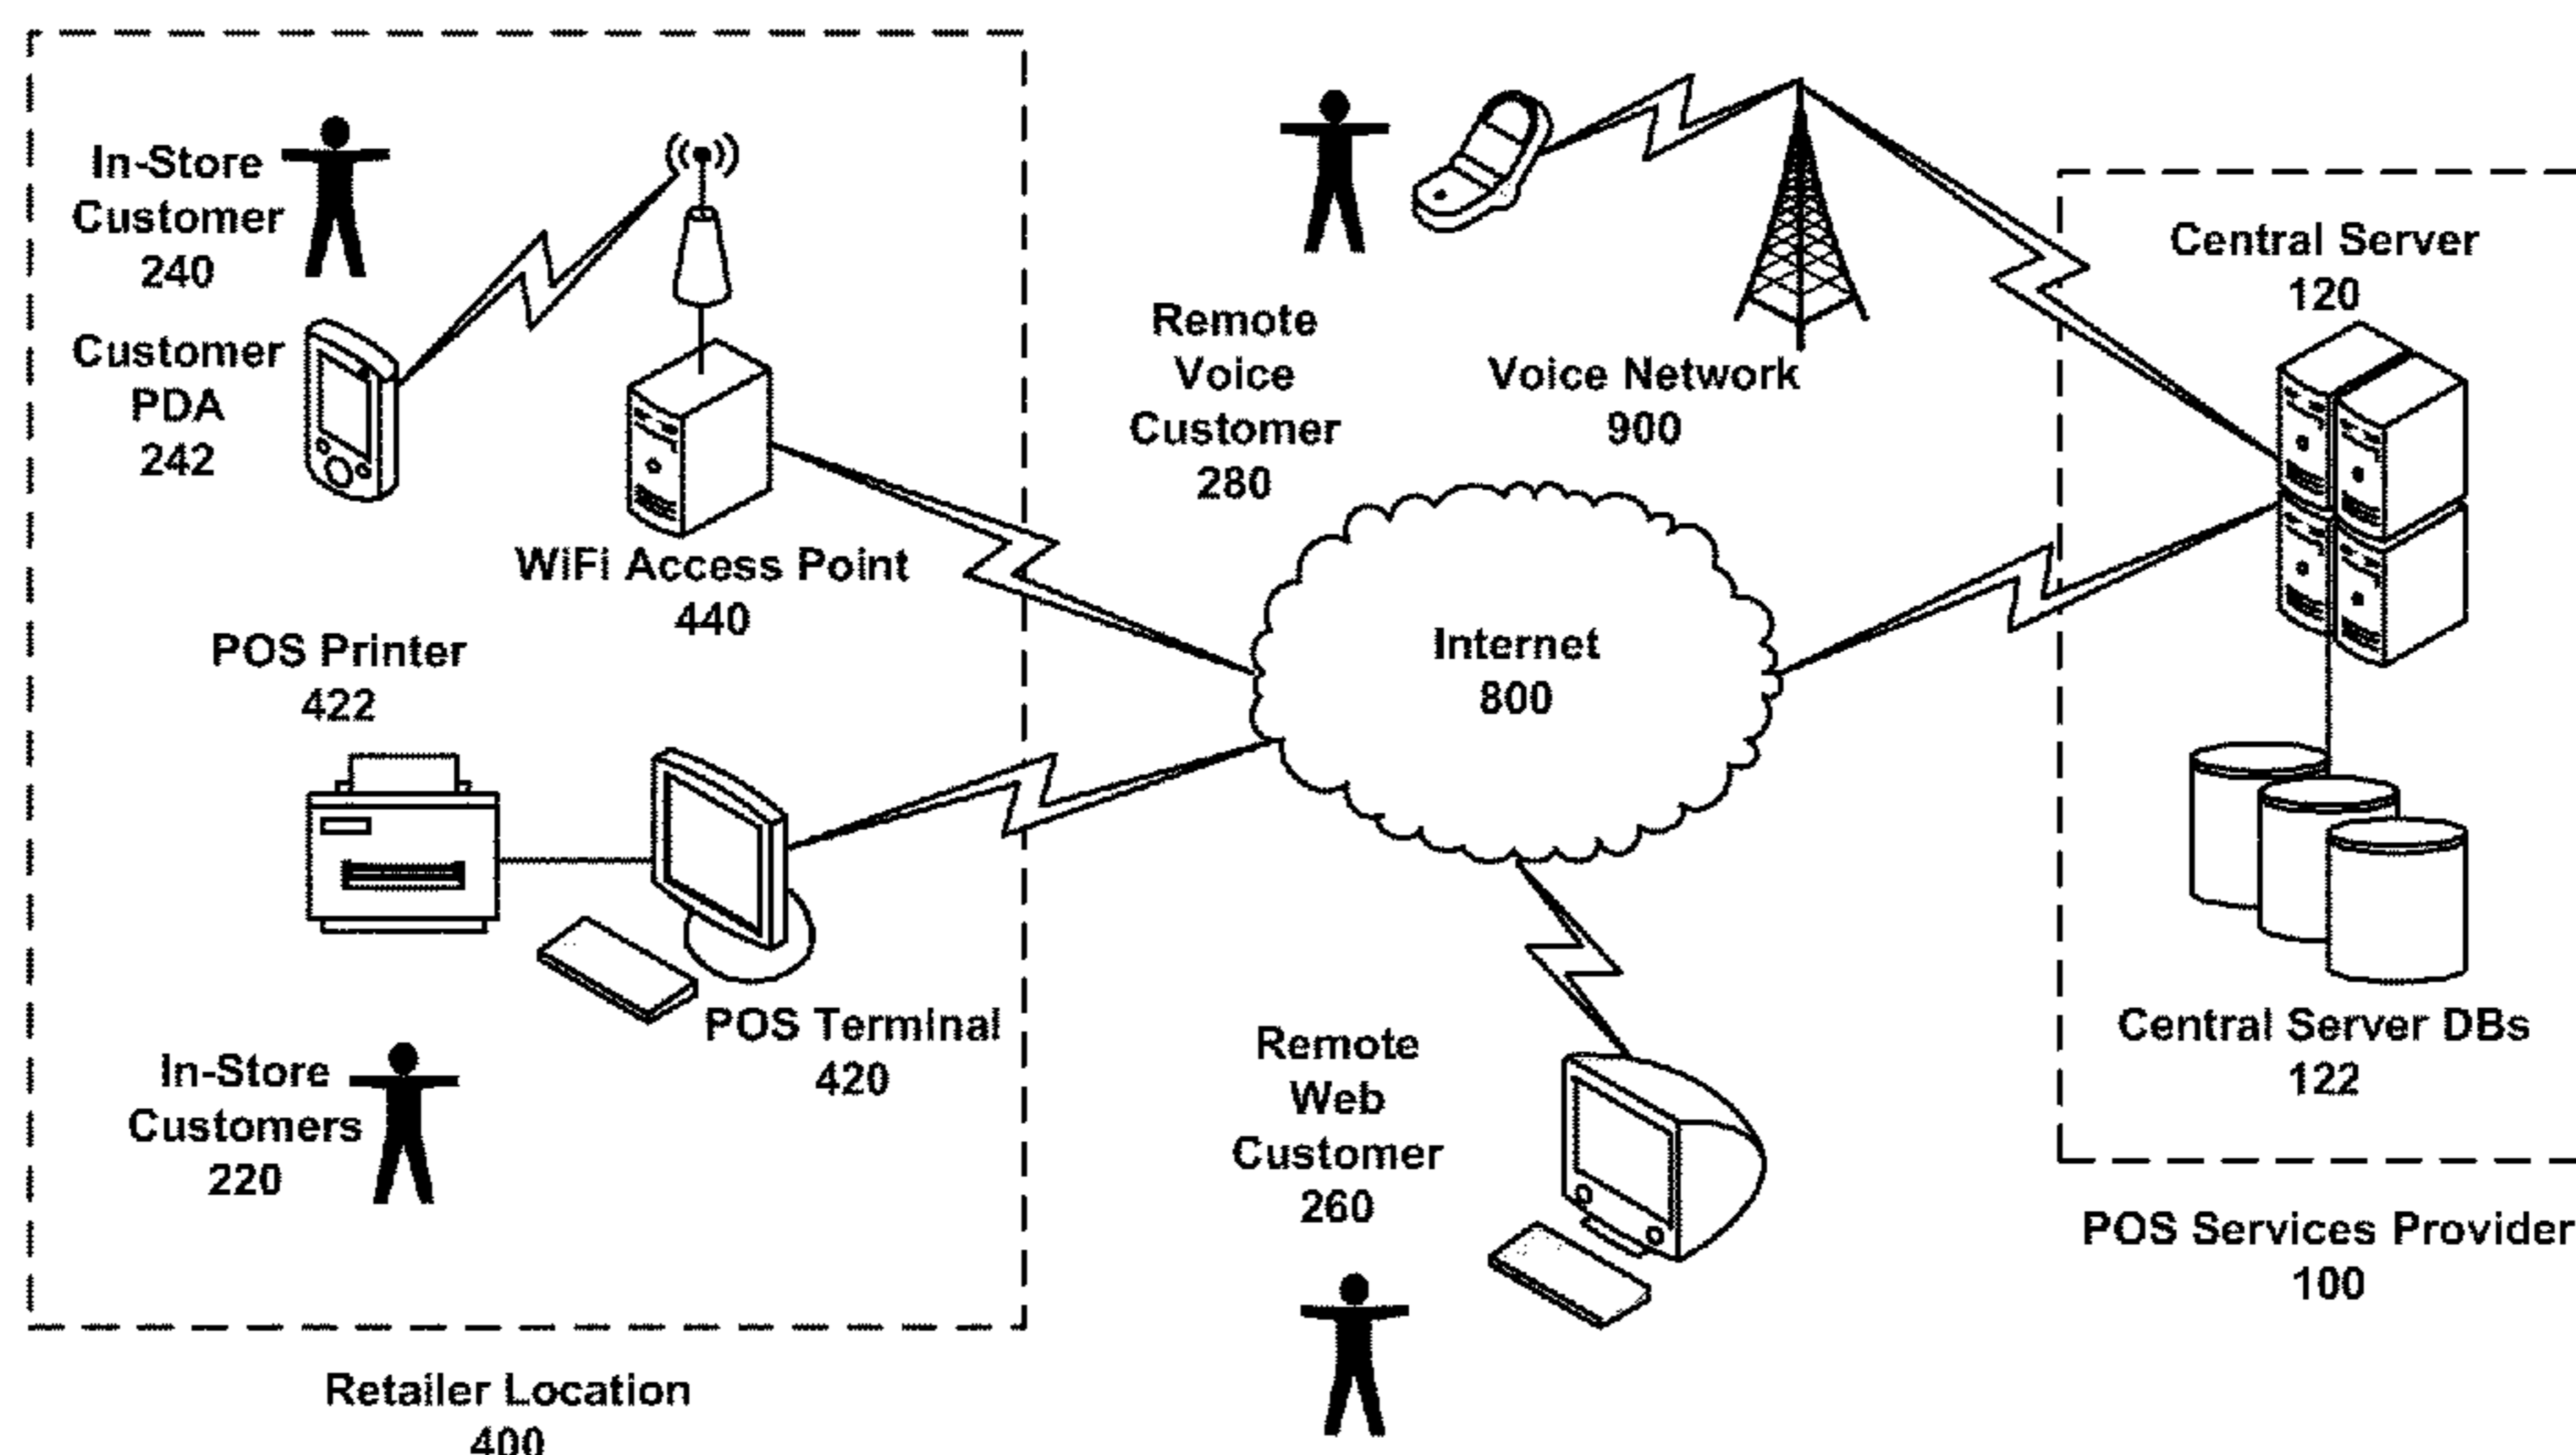 In-Store
Customer
240
Customer
PDA
242
WiFi Access Point
440
POS Printer
422
POS Terminal
420
In-Store
Customers
220
Retailer Location
400
Remote
Voice
Customer
280
Voice Network
900
Internet
800
Remote
Web
Customer
260
Central Server
120
Central Server DBs
122
POS Services Provider
100